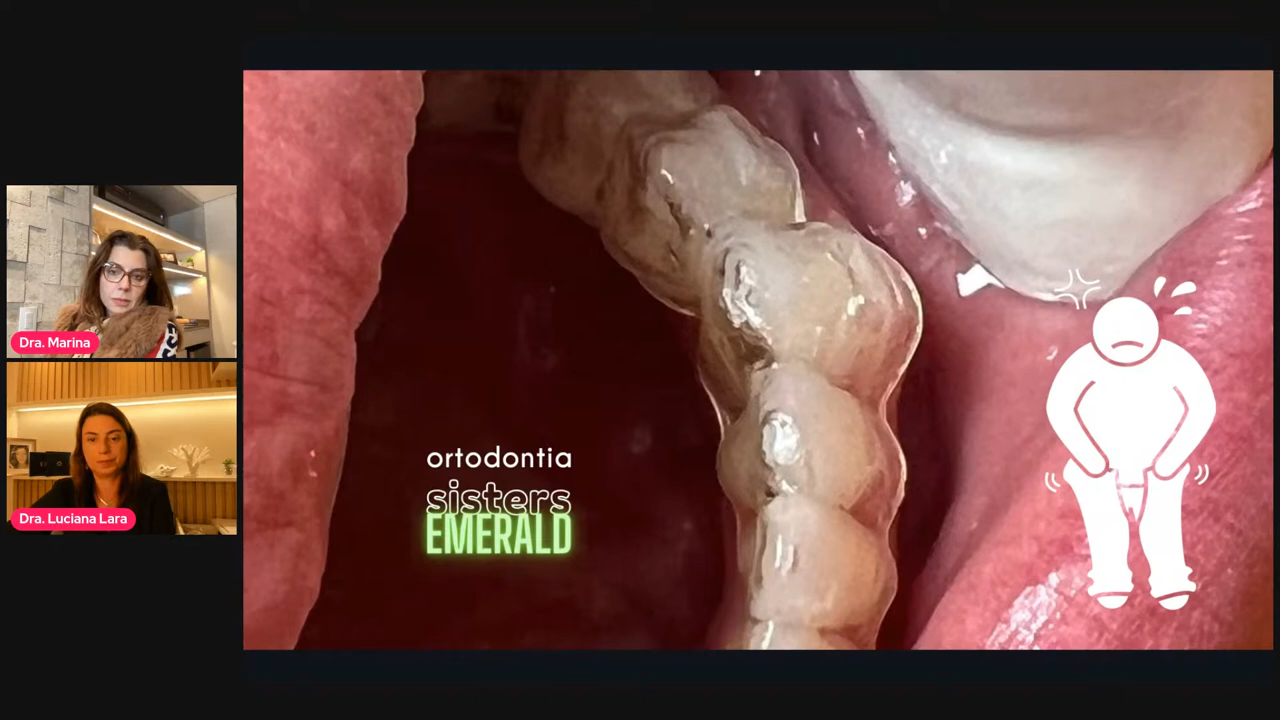 Dra. Marina
Dra. Luciana Lara
ortodontia
sisters
EMERALD